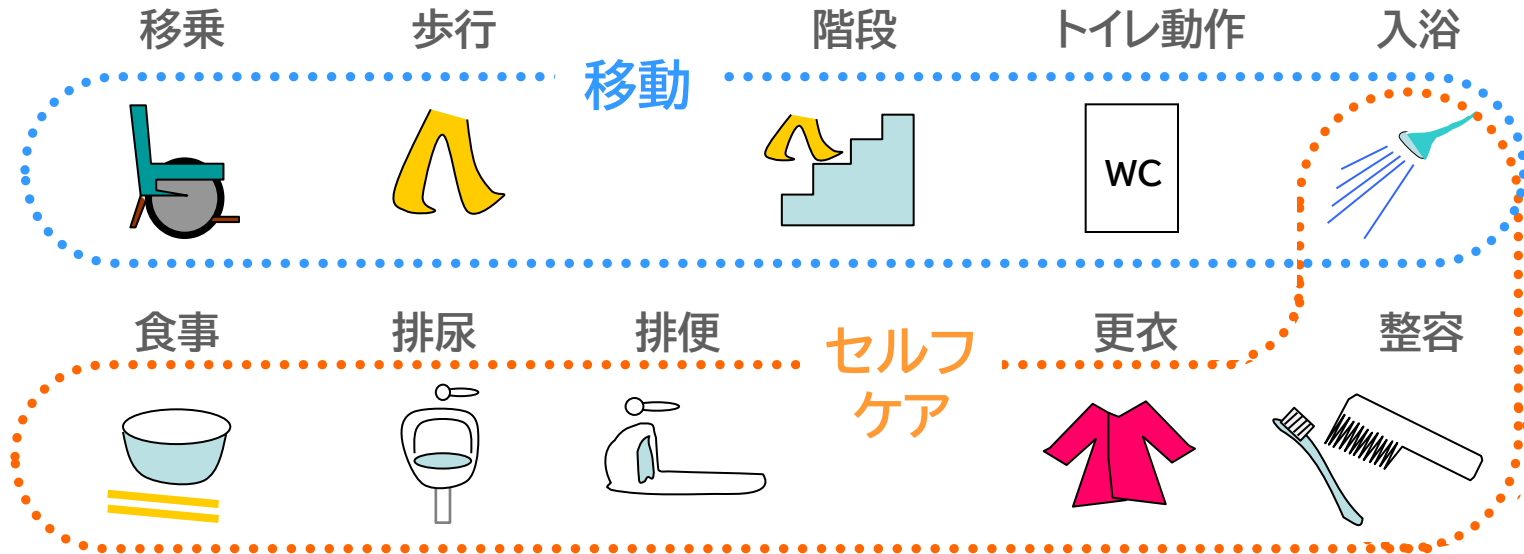 移乗
歩行
階段
トイレ動作
入浴
移動
WC
食事
排尿
排便
セルフ
ケア
更衣
整容